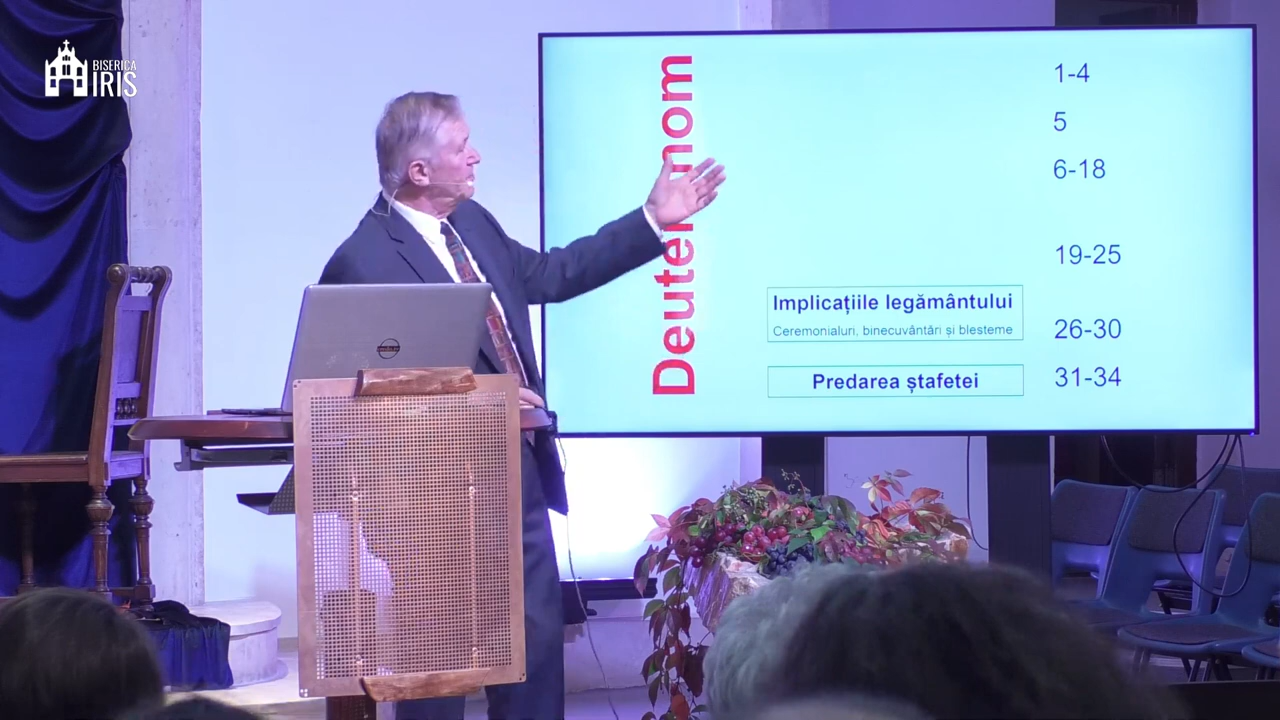 BISERICA
IRIS
Deuteronom
1-4
5
6-18
19-25
Implicațiile legământului
Ceremonialuri, binecuvântări și blesteme
26-30
Predarea ștafetei
31-34